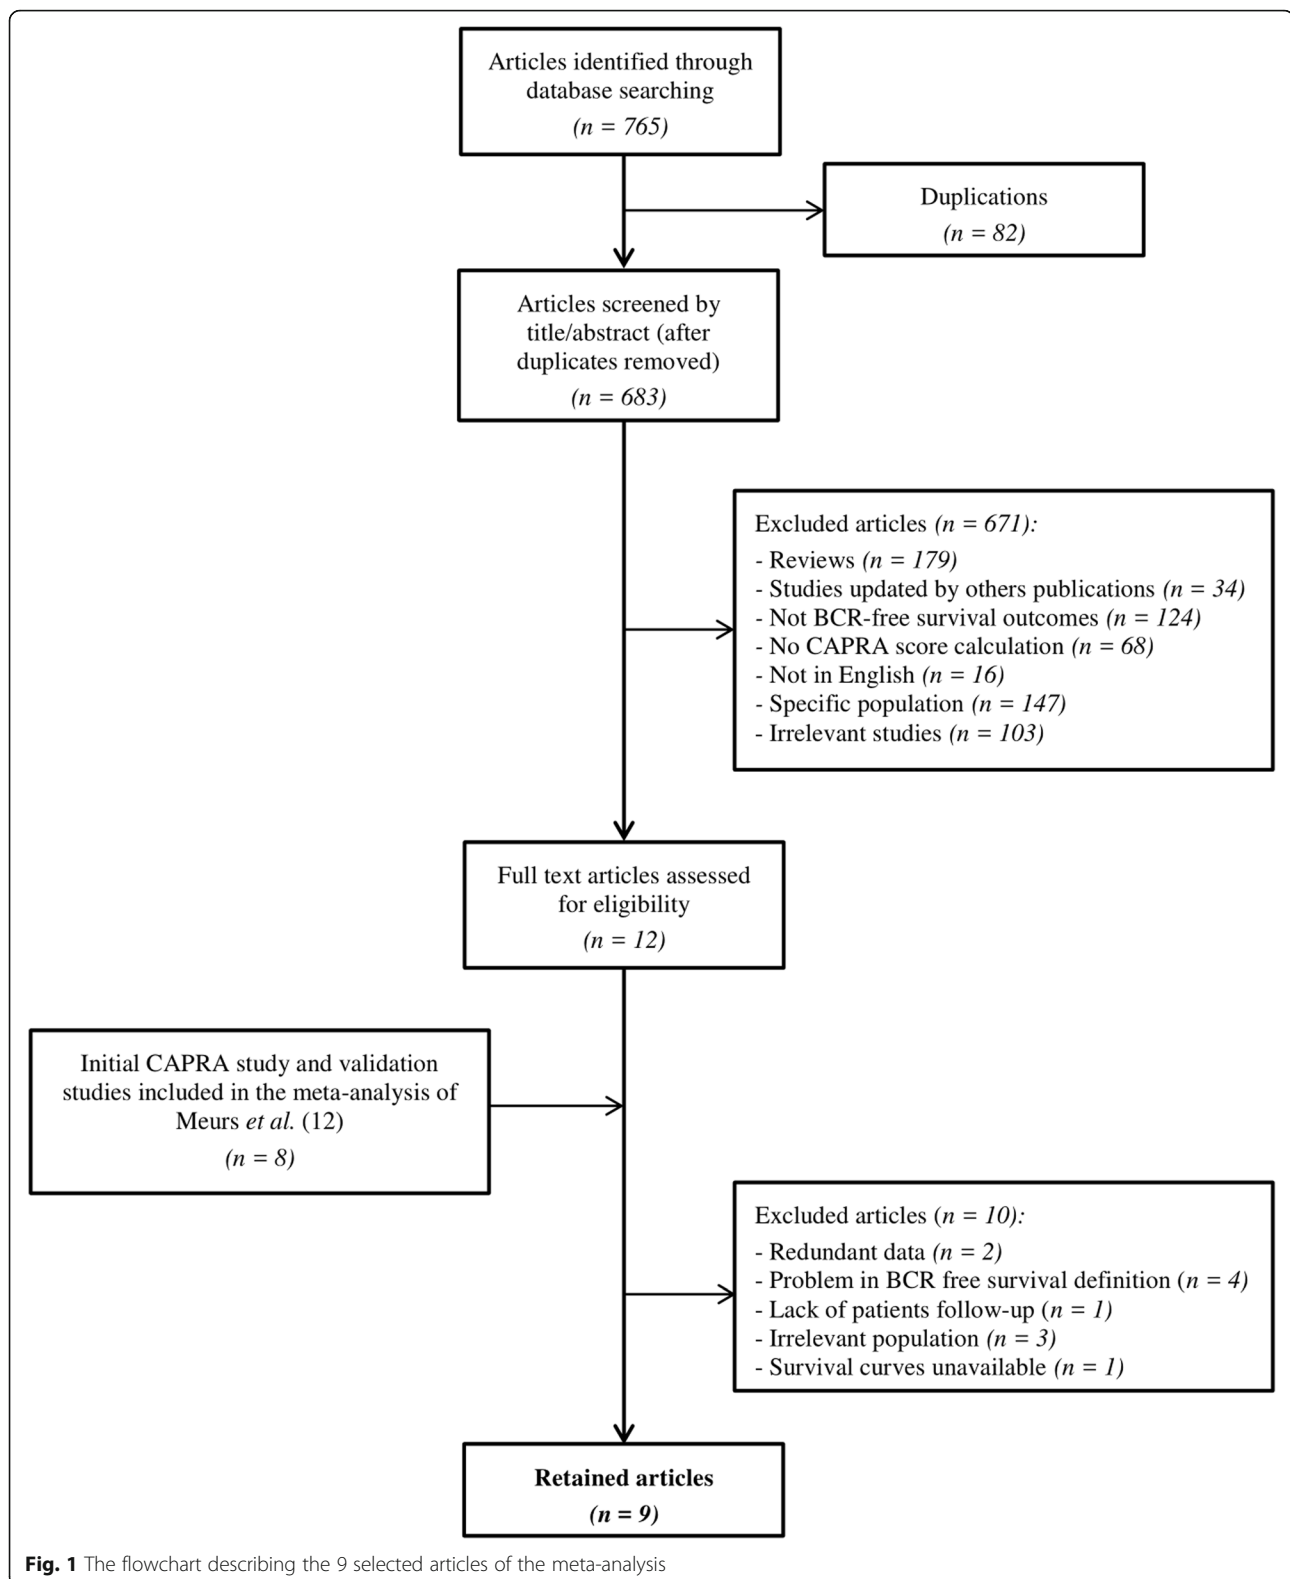 Articles identified through
database searching
(n = 765)
Duplications
(n = 82)
Articles screened by
title/abstract (after
duplicates removed)
(n = 683)
Excluded articles (n = 671):
- Reviews (n = 179)
- Studies updated by others publications (n = 34)
- Not BCR-free survival outcomes (n = 124)
- No CAPRA score calculation (n = 68)
- Not in English (n = 16)
- Specific population (n = 147)
- Irrelevant studies (n = 103)
Full text articles assessed
for eligibility
(n = 12)
Initial CAPRA study and validation
studies included in the meta-analysis of
Meurs et al. (12)
(n = 8)
Excluded articles (n = 10):
- Redundant data (n = 2)
- Problem in BCR free survival definition (n = 4)
- Lack of patients follow-up (n = 1)
- Irrelevant population (n = 3)
- Survival curves unavailable (n = 1)
Retained articles
(n = 9)
Fig. 1 The flowchart describing the 9 selected articles of the meta-analysis